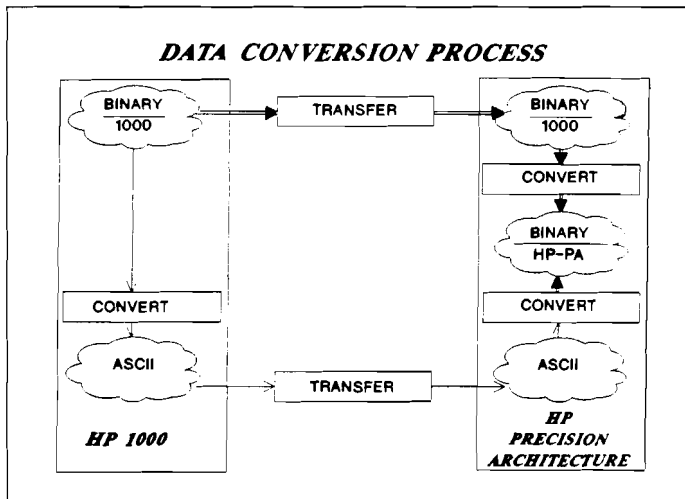 DATA CONVERSION PROCESS
BINARY
1000
TRANSFER
BINARY
1000
CONVERT
BINARY
HP-PA
CONVERT
CONVERT
ASCII
TRANSFER
ASCII
HP 1000
HP
PRECISION
ARCHITECTURE